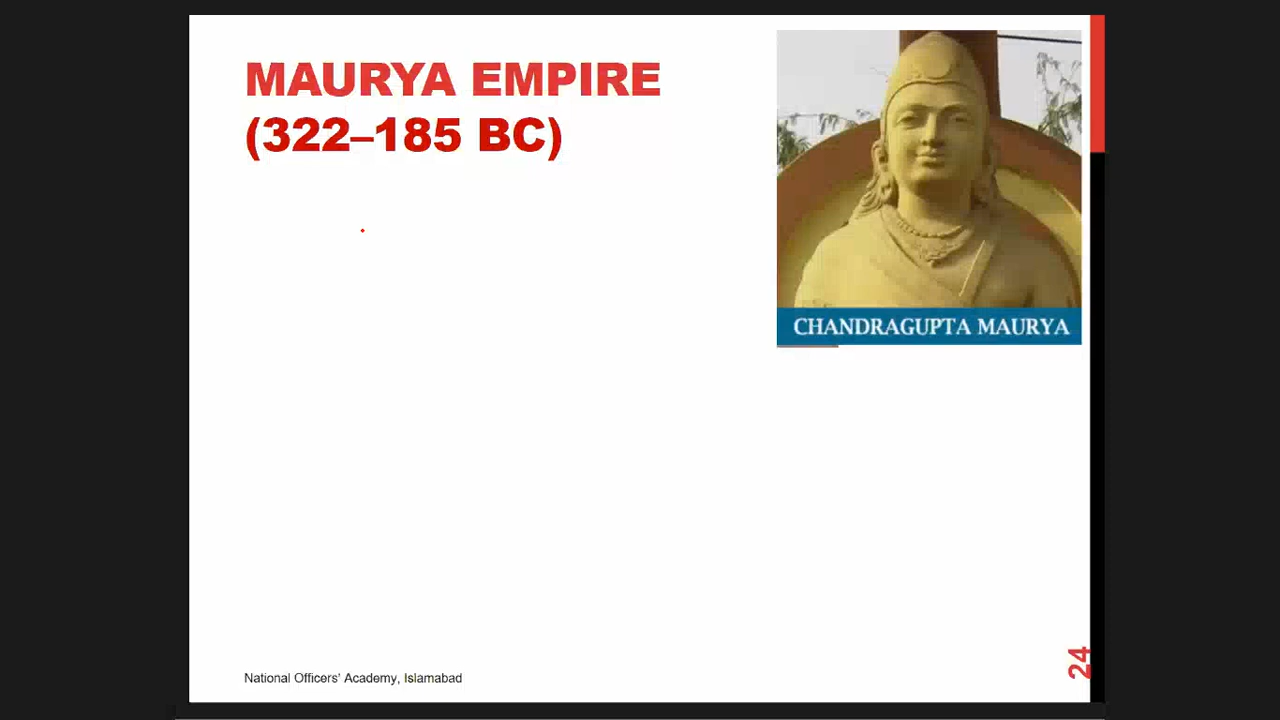 MAURYA EMPIRE
(322–185 BC)
CHANDRAGUPTA MAURYA
National Officers' Academy, Islamabad
24